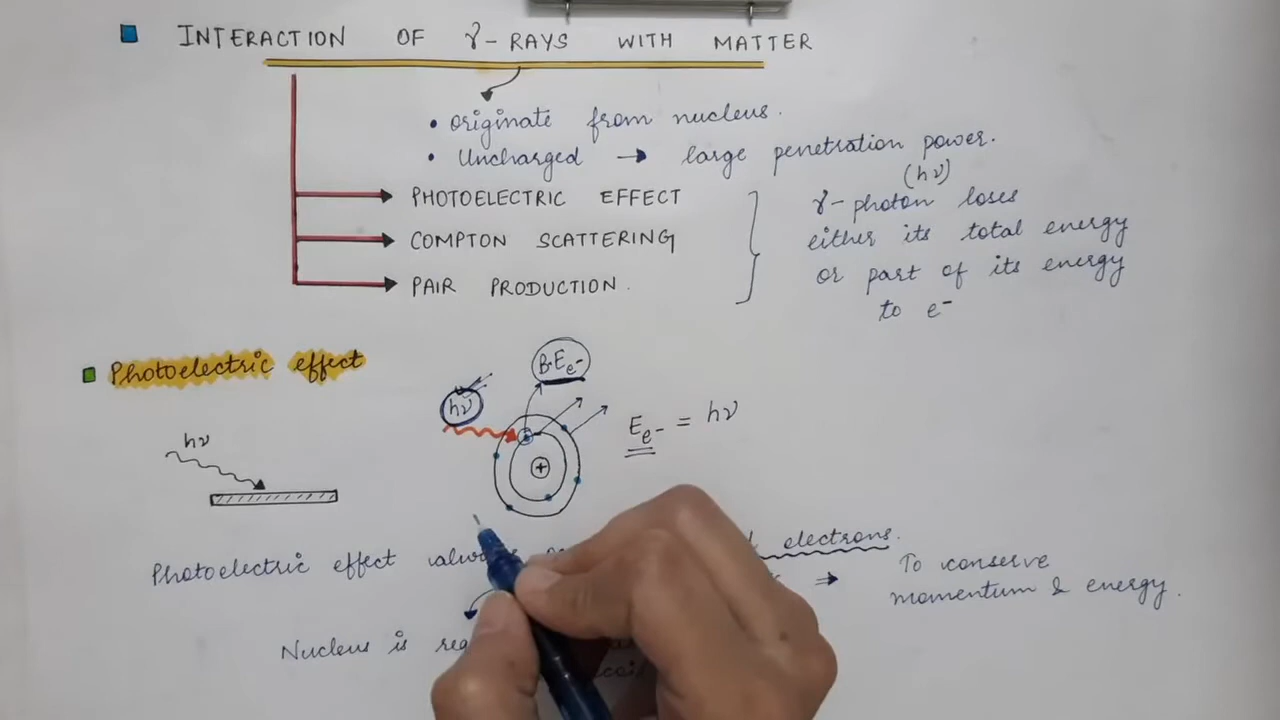 INTERACTION OF γ-RAYS WITH MATTER
• originate from nucleus.
• Uncharged → large penetration power.
PHOTOELECTRIC EFFECT
COMPTON SCATTERING
PAIR PRODUCTION.
(hν)
γ-photon loses
either its total energy
or part of its energy
to e⁻
Photoelectric effect
hν
hν
B.E e⁻
+
E e⁻ = hν
Photoelectric effect electrons.
→ To conserve
momentum & energy.
Nucleus is